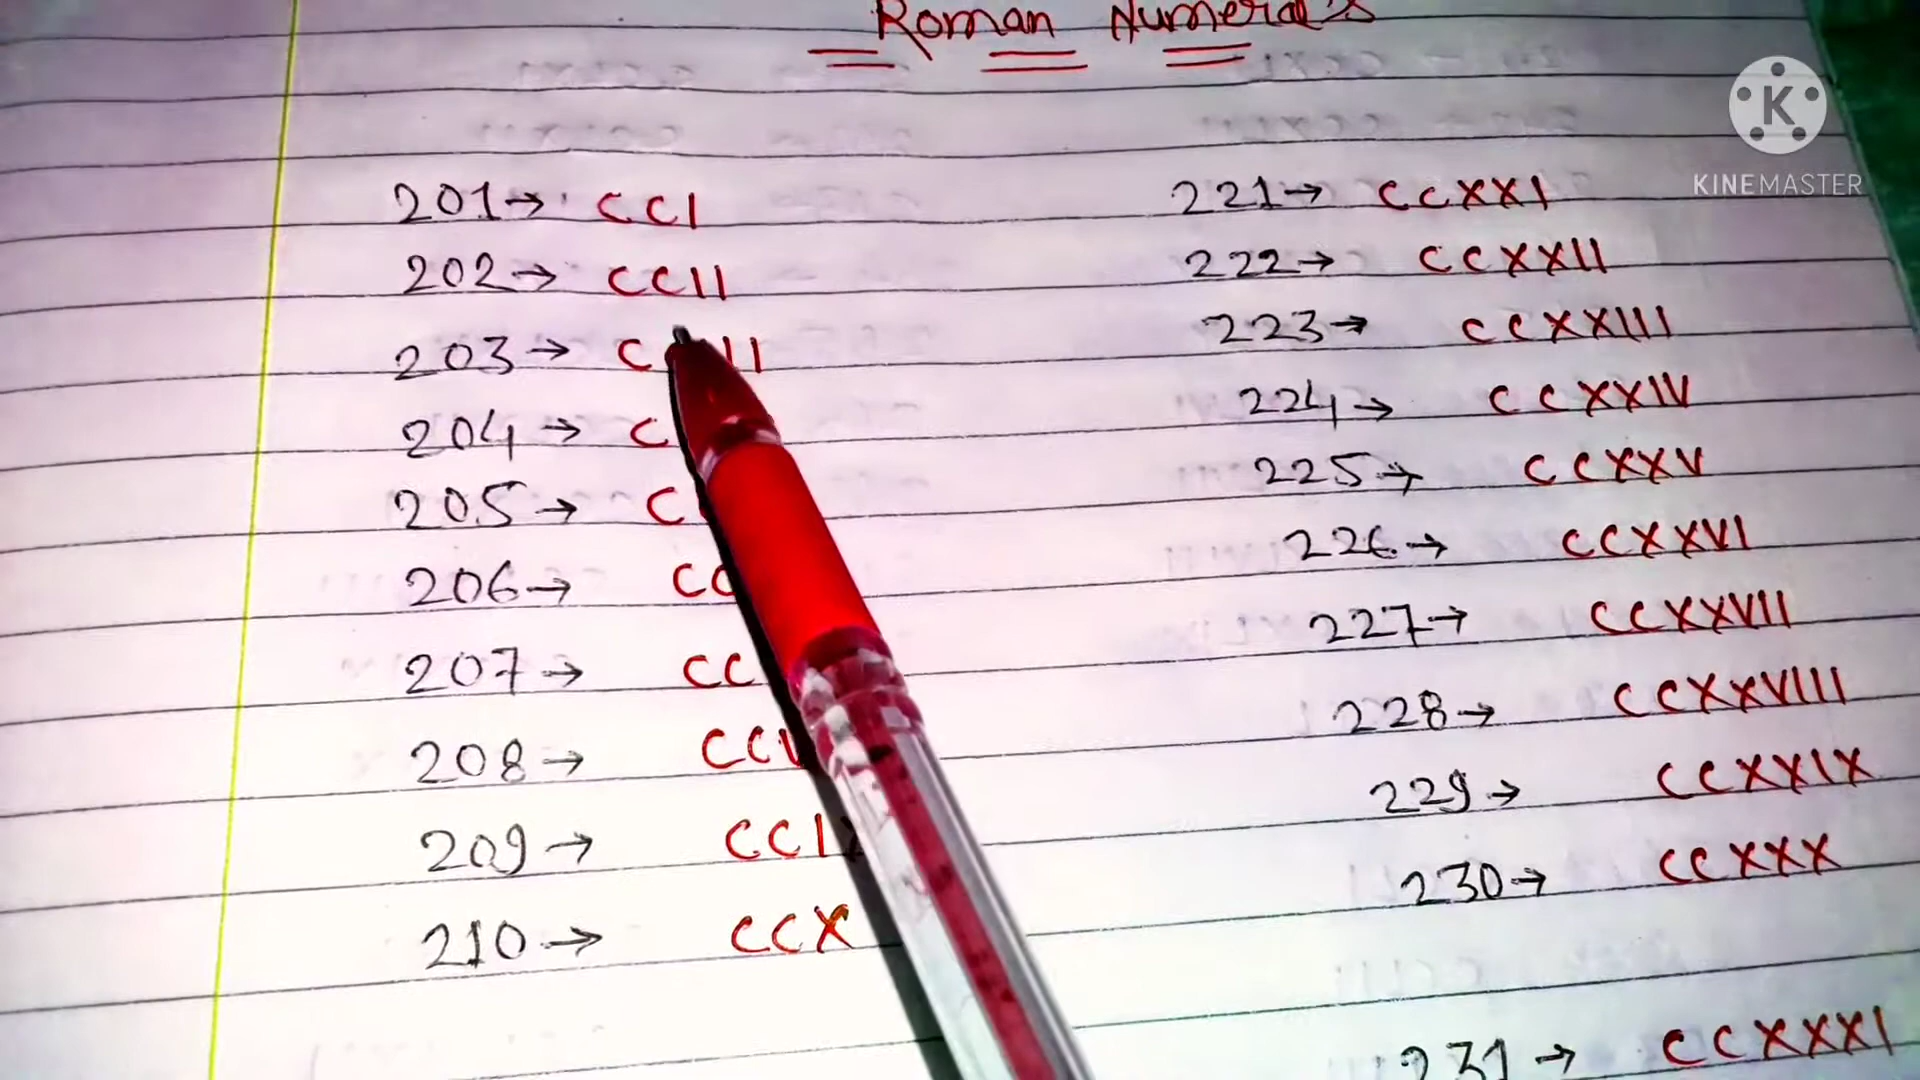 Roman Numerals
201→ CCI
202→ CCII
203→
204→
205→
206→
207→
208→
209→
210→ CCX
221→ CCXXI
222→ CCXXII
223→ CCXXIII
224→ CCXXIV
225→ CCXXV
226→ CCXXVI
227→ CCXXVII
228→ CCXXVIII
229→ CCXXIX
230→ CCXXX
231→ CCXXXI
K
KINEMASTER